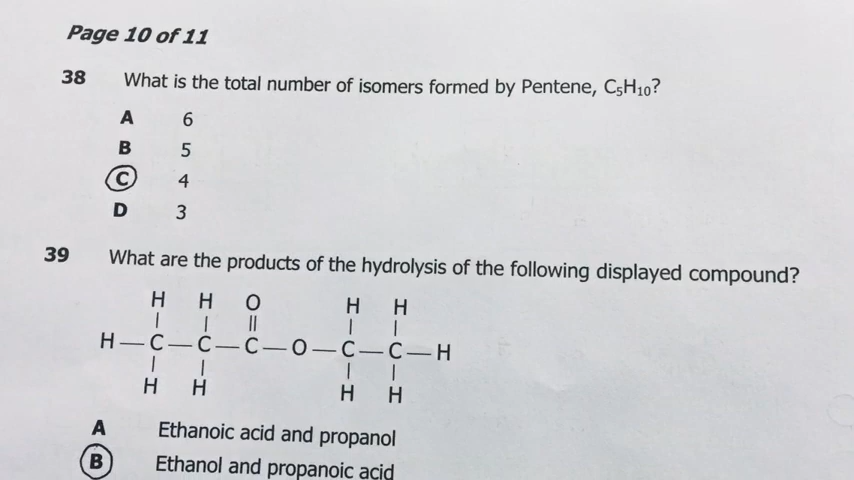 Page 10 of 11
38 What is the total number of isomers formed by Pentene, C₅H₁₀?
A 6
B 5
C 4
D 3
39 What are the products of the hydrolysis of the following displayed compound?
H H O H H
| | || | |
H — C — C — C — O — C — C — H
| | | |
H H H H
A Ethanoic acid and propanol
B Ethanol and propanoic acid